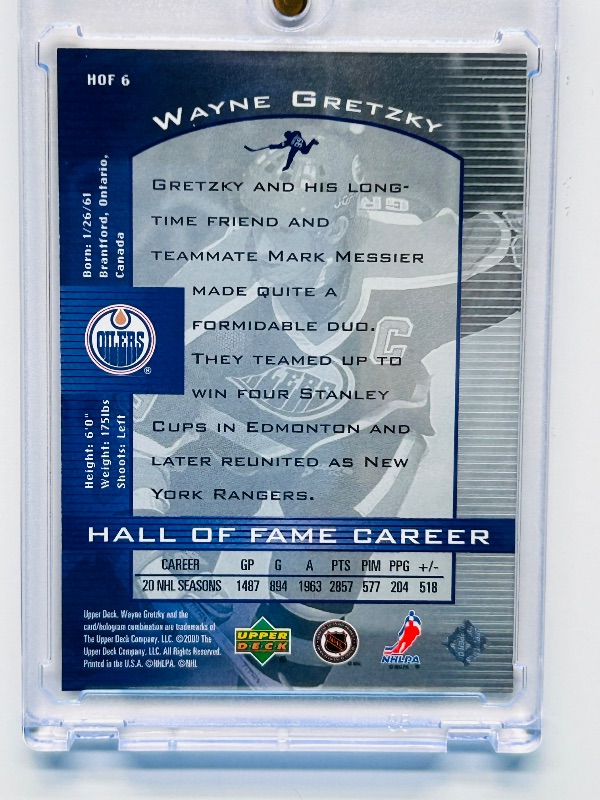 HOF 6
WAYNE GRETZKY
Born: 1/26/61
Brantford, Ontario,
Canada
GRETZKY AND HIS LONG-
TIME FRIEND AND
TEAMMATE MARK MESSIER
MADE QUITE A
FORMIDABLE DUO.
THEY TEAMED UP TO
WIN FOUR STANLEY
CUPS IN EDMONTON AND
LATER REUNITED AS NEW
YORK RANGERS.
C
OILERS
®
Height: 6'0"
Weight: 175lbs
Shoots: Left
HALL OF FAME CAREER
CAREER GP G A PTS PIM PPG +/-
20 NHL SEASONS 1487 894 1963 2857 577 204 518
Upper Deck. Wayne Gretzky and the
card/hologram combination are trademarks of
The Upper Deck Company, LLC. ©2000 The
Upper Deck Company, LLC. All Rights Reserved.
Printed in the U.S.A. ©NHLPA. ©NHL
UPPER
DECK
NHL
NHLPA